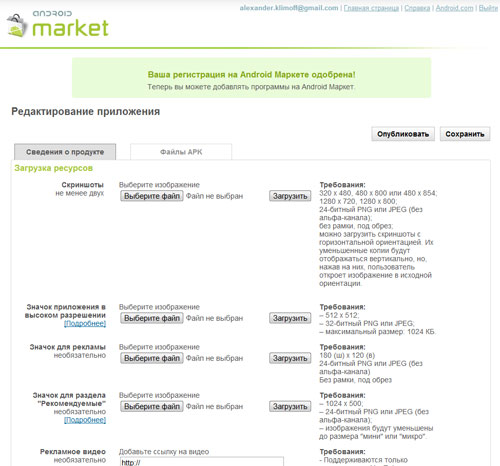 alexander.klimoff@gmail.com | Главная страница | Справка | Android.com | Выйти
ANDROID
market
Ваша регистрация на Android Маркете одобрена!
Теперь вы можете добавлять программы на Android Маркет.
Редактирование приложения
Опубликовать Сохранить
Сведения о продукте Файлы APK
Загрузка ресурсов
Скриншоты
не менее двух
Выберите изображение
Выберите файл Файл не выбран Загрузить
Требования:
320 x 480, 480 x 800 или 480 x 854;
1280 x 720, 1280 x 800;
24-битный PNG или JPEG (без
альфа-канала);
без рамки, под обрез;
можно загрузить скриншоты с
горизонтальной ориентацией. Их
уменьшенные копии будут
отображаться вертикально, но,
нажав на них, пользователь
откроет изображение в исходной
ориентации.
Значок приложения в
высоком разрешении
[Подробнее]
Выберите изображение
Выберите файл Файл не выбран Загрузить
Требования:
– 512 x 512;
– 32-битный PNG или JPEG;
– максимальный размер: 1024 КБ.
Значок для рекламы
необязательно
Выберите изображение
Выберите файл Файл не выбран Загрузить
Требования:
180 (ш) x 120 (в)
24-битный PNG или JPEG (без
альфа-канала)
Без рамки, под обрез
Значок для раздела
"Рекомендуемые"
необязательно
[Подробнее]
Выберите изображение
Выберите файл Файл не выбран Загрузить
Требования:
– 1024 x 500;
– 24-битный PNG или JPEG (без
альфа-канала);
– изображения будут уменьшены
до размера "мини" или "микро".
Рекламное видео
необязательно
Добавьте ссылку на видео
http://
Требования:
- Поддерживаются только